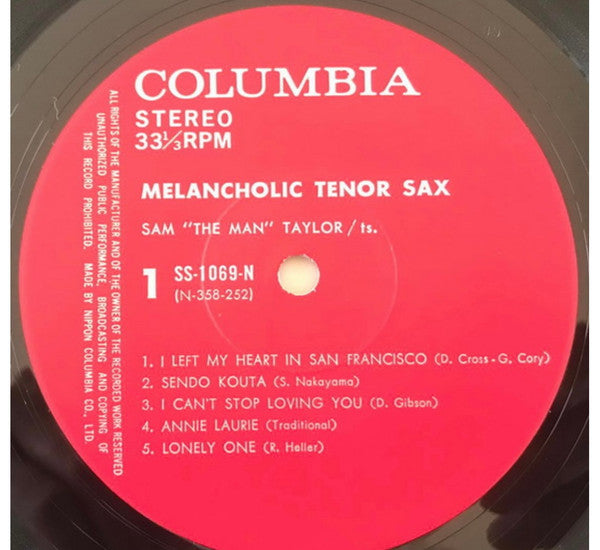 COLUMBIA
STEREO
33⅓RPM
MELANCHOLIC TENOR SAX
SAM "THE MAN" TAYLOR/ts.
1 SS-1069-N
(N-358-252)
1. I LEFT MY HEART IN SAN FRANCISCO (D. Cross-G. Cory)
2. SENDO KOUTA (S. Nakayama)
3. I CAN'T STOP LOVING YOU (D. Gibson)
4. ANNIE LAURIE (Traditional)
5. LONELY ONE (R. Heller)
ALL RIGHTS OF THE MANUFACTURER AND OF THE OWNER OF THE RECORDED WORK RESERVED
UNAUTHORIZED PUBLIC PERFORMANCE, BROADCASTING AND COPYING OF
THIS RECORD PROHIBITED. MADE BY NIPPON COLUMBIA CO., LTD.